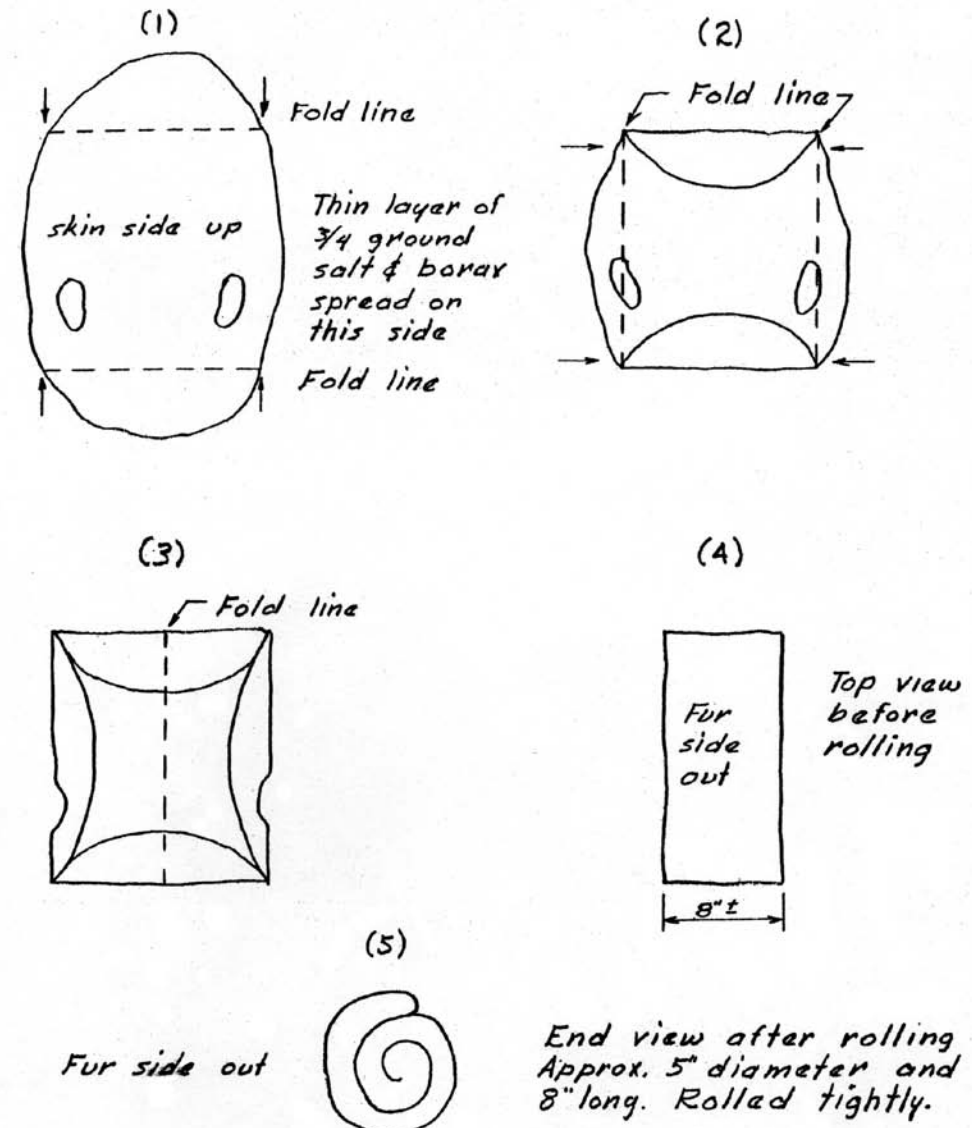 (1)
Fold line
skin side up
Thin layer of
3/4 ground
salt & borax
spread on
this side
Fold line
(2)
Fold line
(3)
Fold line
(4)
Fur
side
out
Top view
before
rolling
8" ±
(5)
Fur side out
End view after rolling
Approx. 5" diameter and
8" long. Rolled tightly.